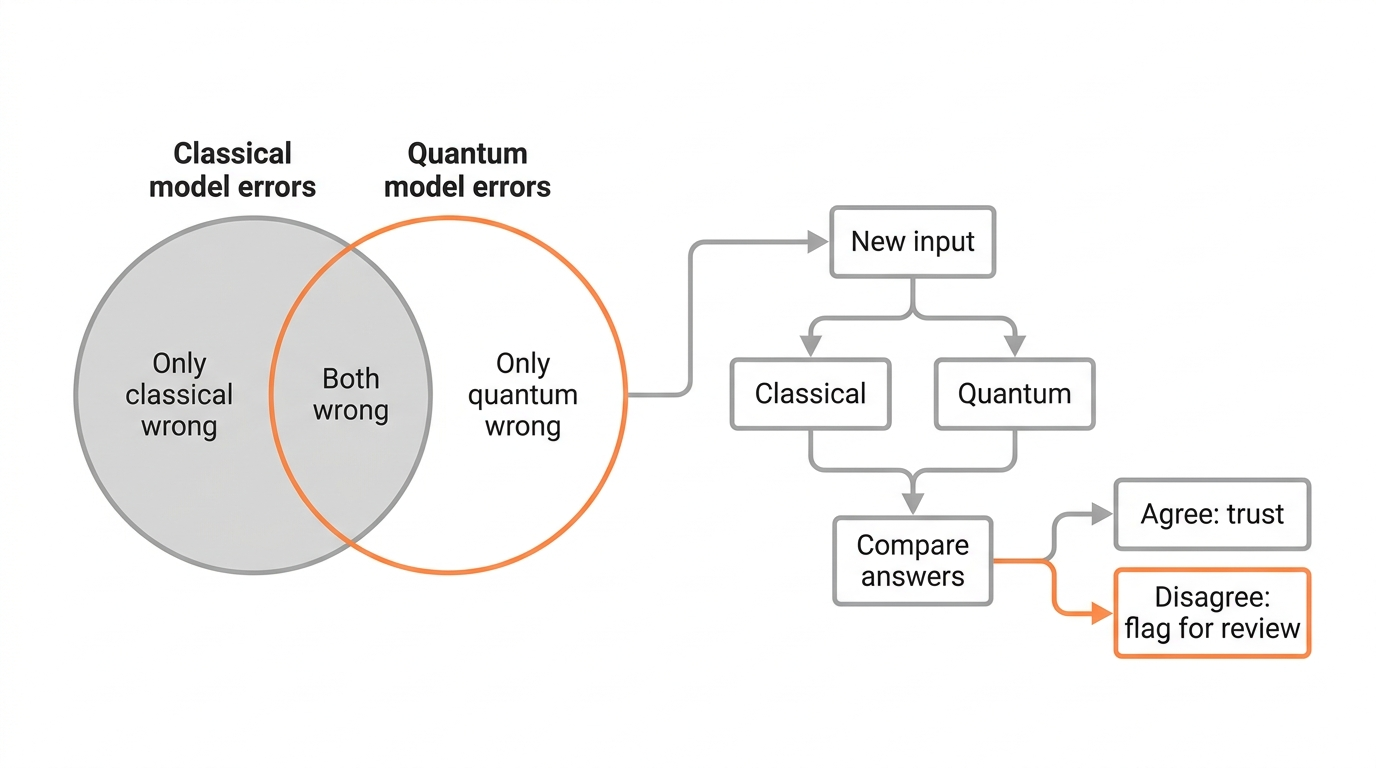 Classical
model errors
Quantum
model errors
Only
classical
wrong
Both
wrong
Only
quantum
wrong
New input
Classical
Quantum
Compare
answers
Agree: trust
Disagree:
flag for review